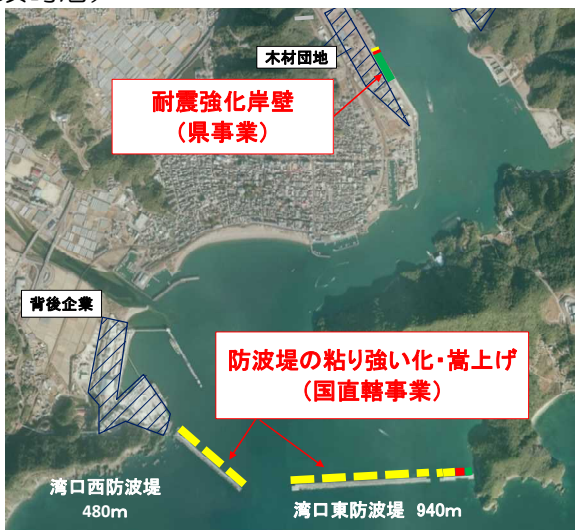 木材団地
耐震強化岸壁
（県事業）
背後企業
防波堤の粘り強い化・嵩上げ
（国直轄事業）
湾口西防波堤
480m
湾口東防波堤 940m